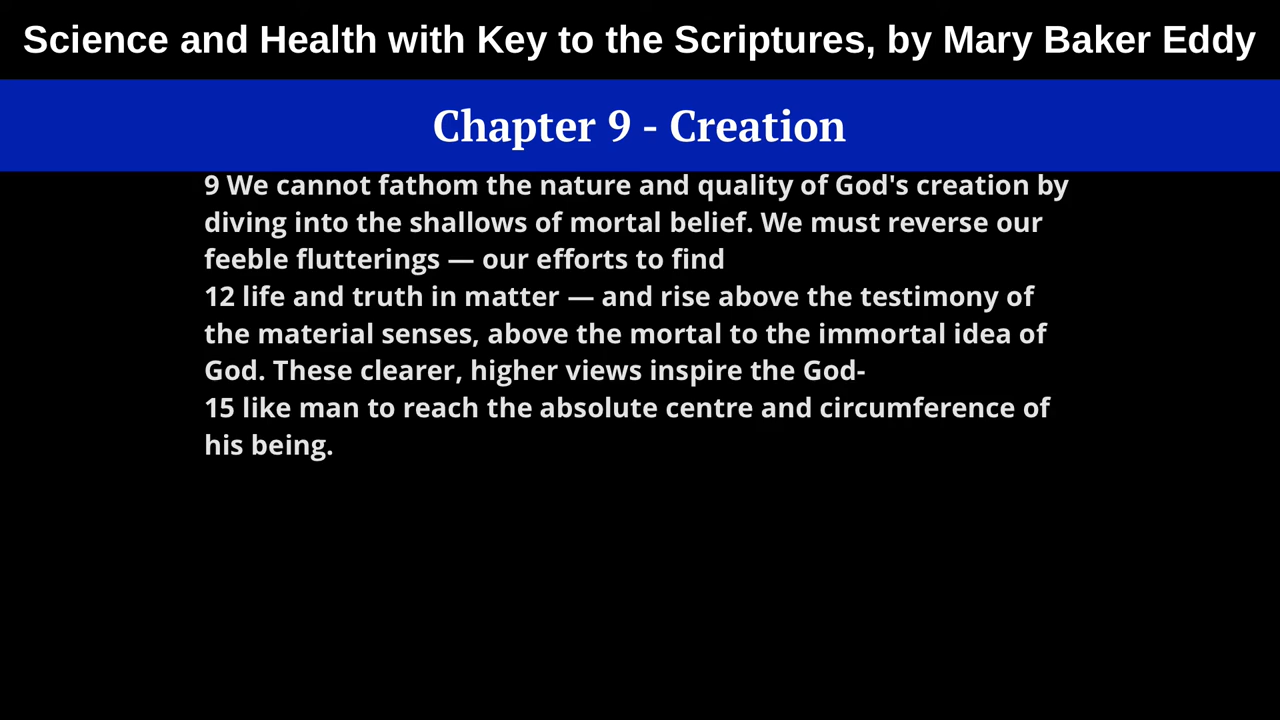 Science and Health with Key to the Scriptures, by Mary Baker Eddy
Chapter 9 - Creation
9 We cannot fathom the nature and quality of God's creation by
diving into the shallows of mortal belief. We must reverse our
feeble flutterings — our efforts to find
12 life and truth in matter — and rise above the testimony of
the material senses, above the mortal to the immortal idea of
God. These clearer, higher views inspire the God-
15 like man to reach the absolute centre and circumference of
his being.